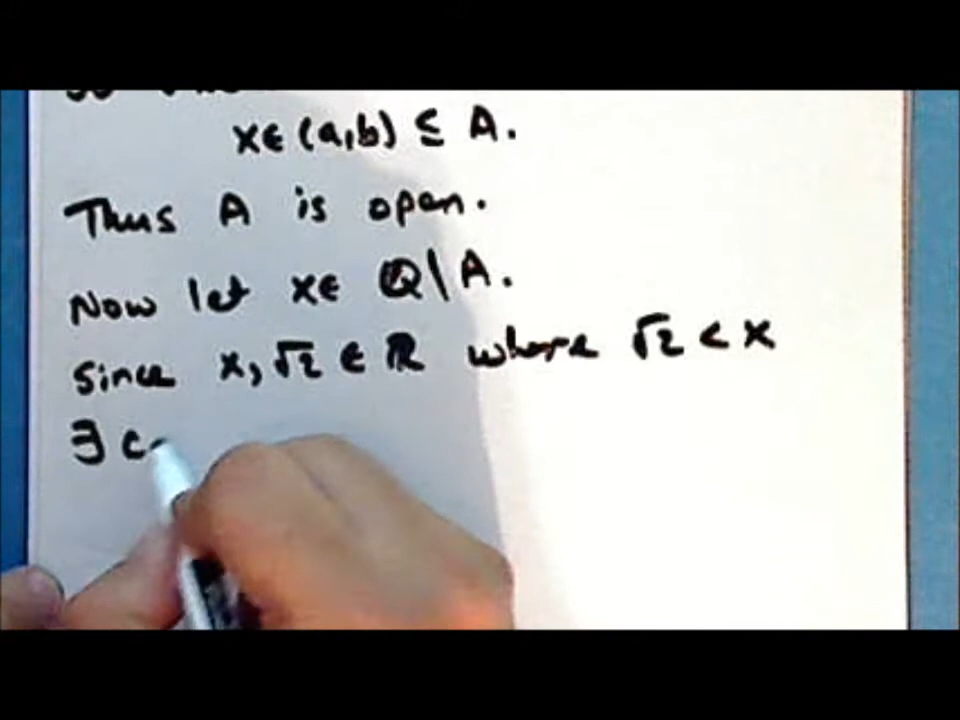 x∈ (a,b) ⊆ A.
Thus A is open.
Now let x∈ ℚ\A.
Since x, √2 ∈ ℝ where √2 < x
∃ c